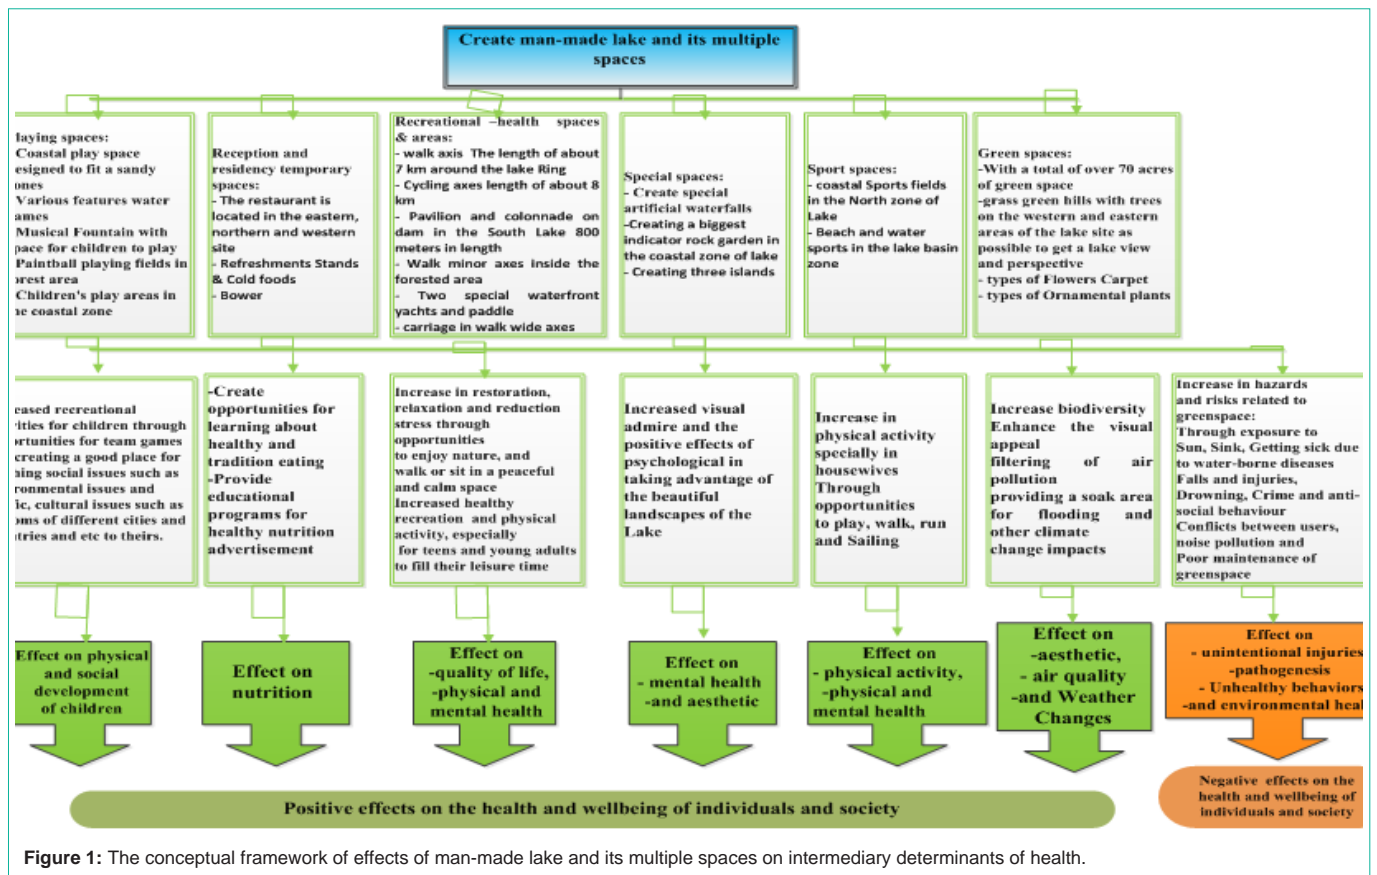 Create man-made lake and its multiple
spaces
laying spaces:
Coastal play space
esigned to fit a sandy
ones
Various features water
ames
Musical Fountain with
pace for children to play
Paintball playing fields in
orest area
Children's play areas in
he coastal zone
Reception and
residency temporary
spaces:
- The restaurant is
located in the eastern,
northern and western
site
- Refreshments Stands
& Cold foods
- Bower
Recreational –health spaces
& areas:
- walk axis The length of about
7 km around the lake Ring
- Cycling axes length of about 8
km
- Pavilion and colonnade on
dam in the South Lake 800
meters in length
- Walk minor axes inside the
forested area
- Two special waterfront
yachts and paddle
- carriage in walk wide axes
Special spaces:
- Create special
artificial waterfalls
-Creating a biggest
indicator rock garden in
the coastal zone of lake
- Creating three islands
Sport spaces:
- coastal Sports fields
in the North zone of
Lake
- Beach and water
sports in the lake basin
zone
Green spaces:
-With a total of over 70 acres
of green space
-grass green hills with trees
on the western and eastern
areas of the lake site as
possible to get a lake view
and perspective
- types of Flowers Carpet
- types of Ornamental plants
eased recreational
ities for children through
rtunities for team games
creating a good place for
ning social issues such as
ronmental issues and
fic, cultural issues such as
oms of different cities and
ntries and etc to theirs.
-Create
opportunities for
learning about
healthy and
tradition eating
-Provide
educational
programs for
healthy nutrition
advertisement
Increase in restoration,
relaxation and reduction
stress through
opportunities
to enjoy nature, and
walk or sit in a peaceful
and calm space
Increased healthy
recreation and physical
activity, especially
for teens and young adults
to fill their leisure time
Increased visual
admire and the
positive effects of
psychological in
taking advantage of
the beautiful
landscapes of the
Lake
Increase in
physical activity
specially in
housewives
Through
opportunities
to play, walk, run
and Sailing
Increase biodiversity
Enhance the visual
appeal
filtering of air
pollution
providing a soak area
for flooding and
other climate
change impacts
Increase in hazards
and risks related to
greenspace:
Through exposure to
Sun, Sink, Getting sick due
to water-borne diseases
Falls and injuries,
Drowning, Crime and anti-
social behaviour
Conflicts between users,
noise pollution and
Poor maintenance of
greenspace
Effect on physical
and social
development
of children
Effect on
nutrition
Effect on
-quality of life,
-physical and
mental health
Effect on
- mental health
-and aesthetic
Effect on
- physical activity,
-physical and
mental health
Effect on
-aesthetic,
- air quality
-and Weather
Changes
Effect on
- unintentional injuries
-pathogenesis
- Unhealthy behaviors
-and environmental heal
Positive effects on the health and wellbeing of individuals and society
Negative effects on the
health and wellbeing of
individuals and society
Figure 1: The conceptual framework of effects of man-made lake and its multiple spaces on intermediary determinants of health.